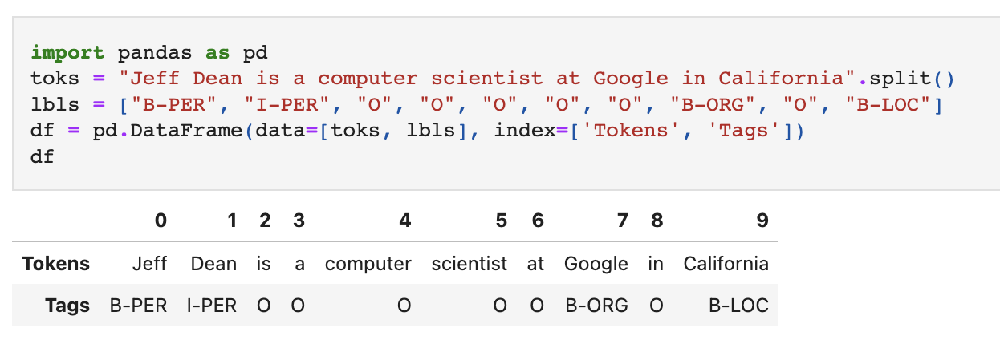 import pandas as pd
toks = "Jeff Dean is a computer scientist at Google in California".split()
lbls = ["B-PER", "I-PER", "O", "O", "O", "O", "O", "B-ORG", "O", "B-LOC"]
df = pd.DataFrame(data=[toks, lbls], index=['Tokens', 'Tags'])
df
0 1 2 3 4 5 6 7 8 9
Tokens Jeff Dean is a computer scientist at Google in California
Tags B-PER I-PER O O O O O B-ORG O B-LOC